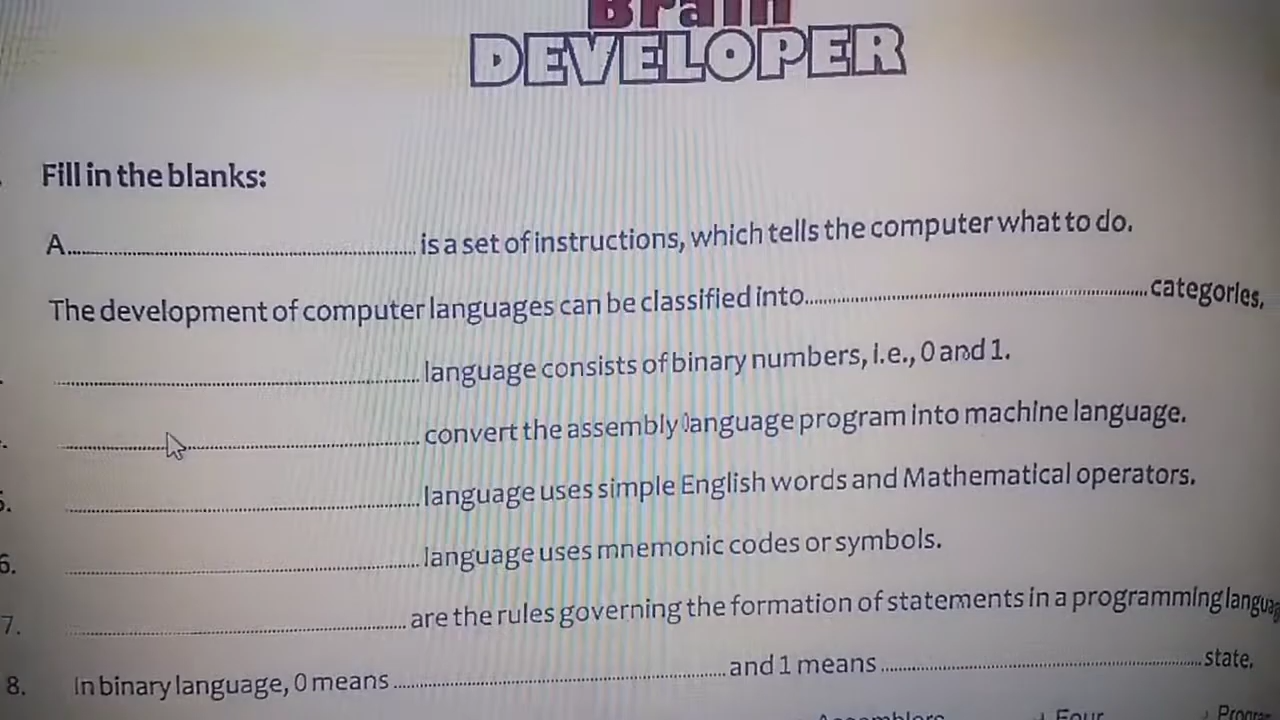 Brain
DEVELOPER
Fill in the blanks:
A.................... is a set of instructions, which tells the computer what to do.
The development of computer languages can be classified into.................... categories.
.................... language consists of binary numbers, i.e., 0 and 1.
.................... convert the assembly language program into machine language.
5. .................... language uses simple English words and Mathematical operators.
6. .................... language uses mnemonic codes or symbols.
7. .................... are the rules governing the formation of statements in a programming
8. In binary language, 0 means .................... and 1 means .................... state.
Assemblers Four